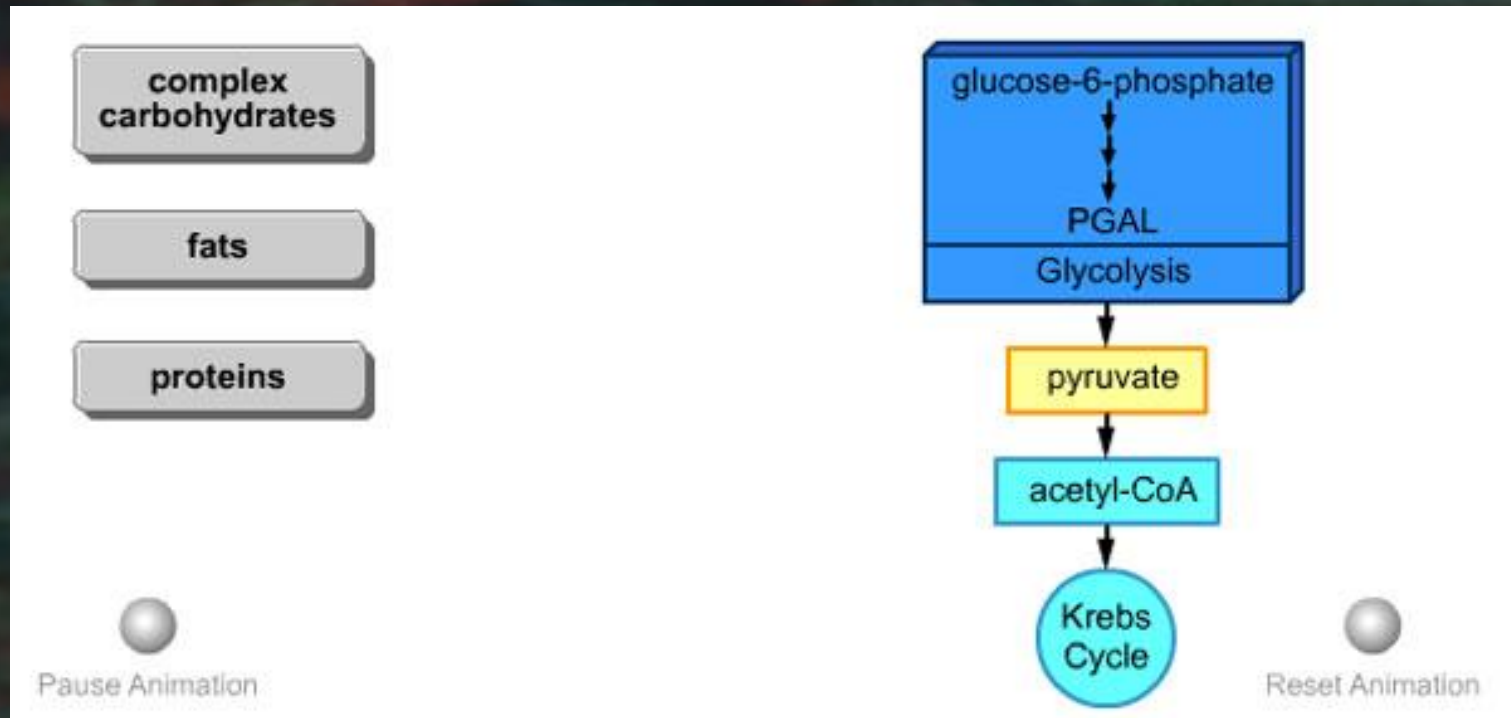 complex
carbohydrates
fats
proteins
glucose-6-phosphate
PGAL
Glycolysis
pyruvate
acetyl-CoA
Krebs
Cycle
Pause Animation
Reset Animation